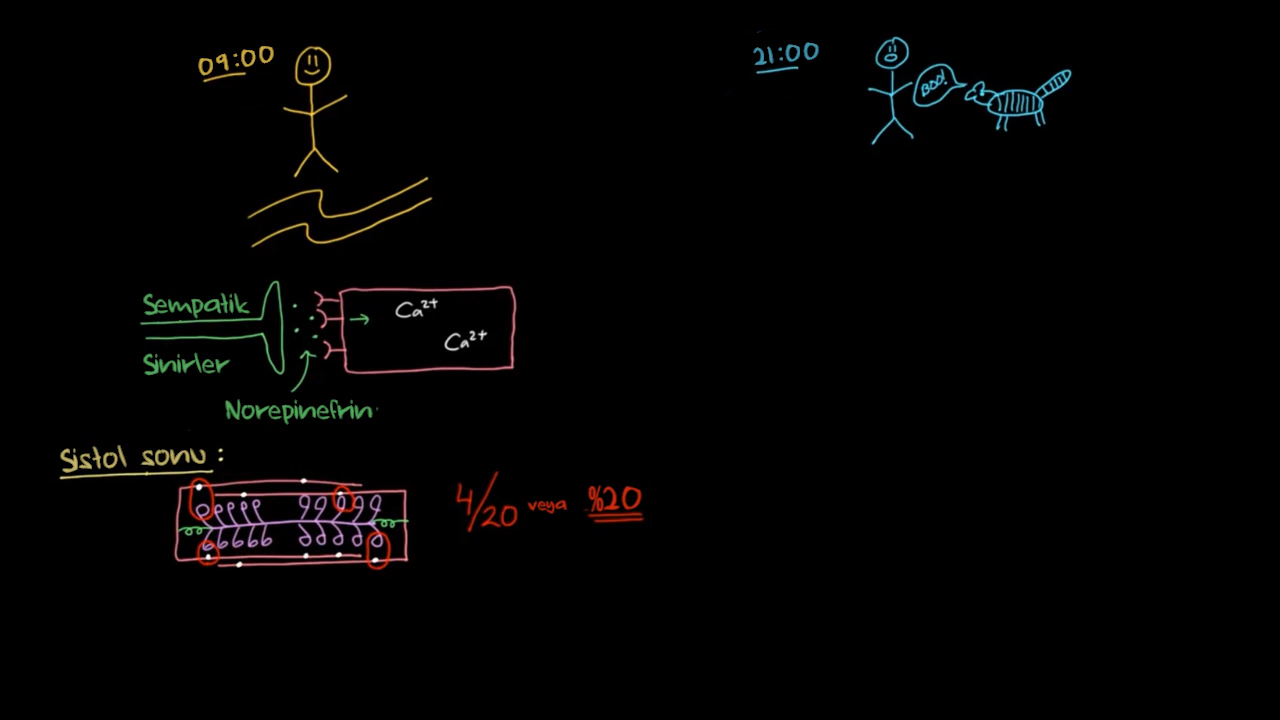 09:00
21:00
BOO!
Sempatik
Sinirler
Ca²⁺
Ca²⁺
Norepinefrin
Sistol sonu:
4/20 veya %20